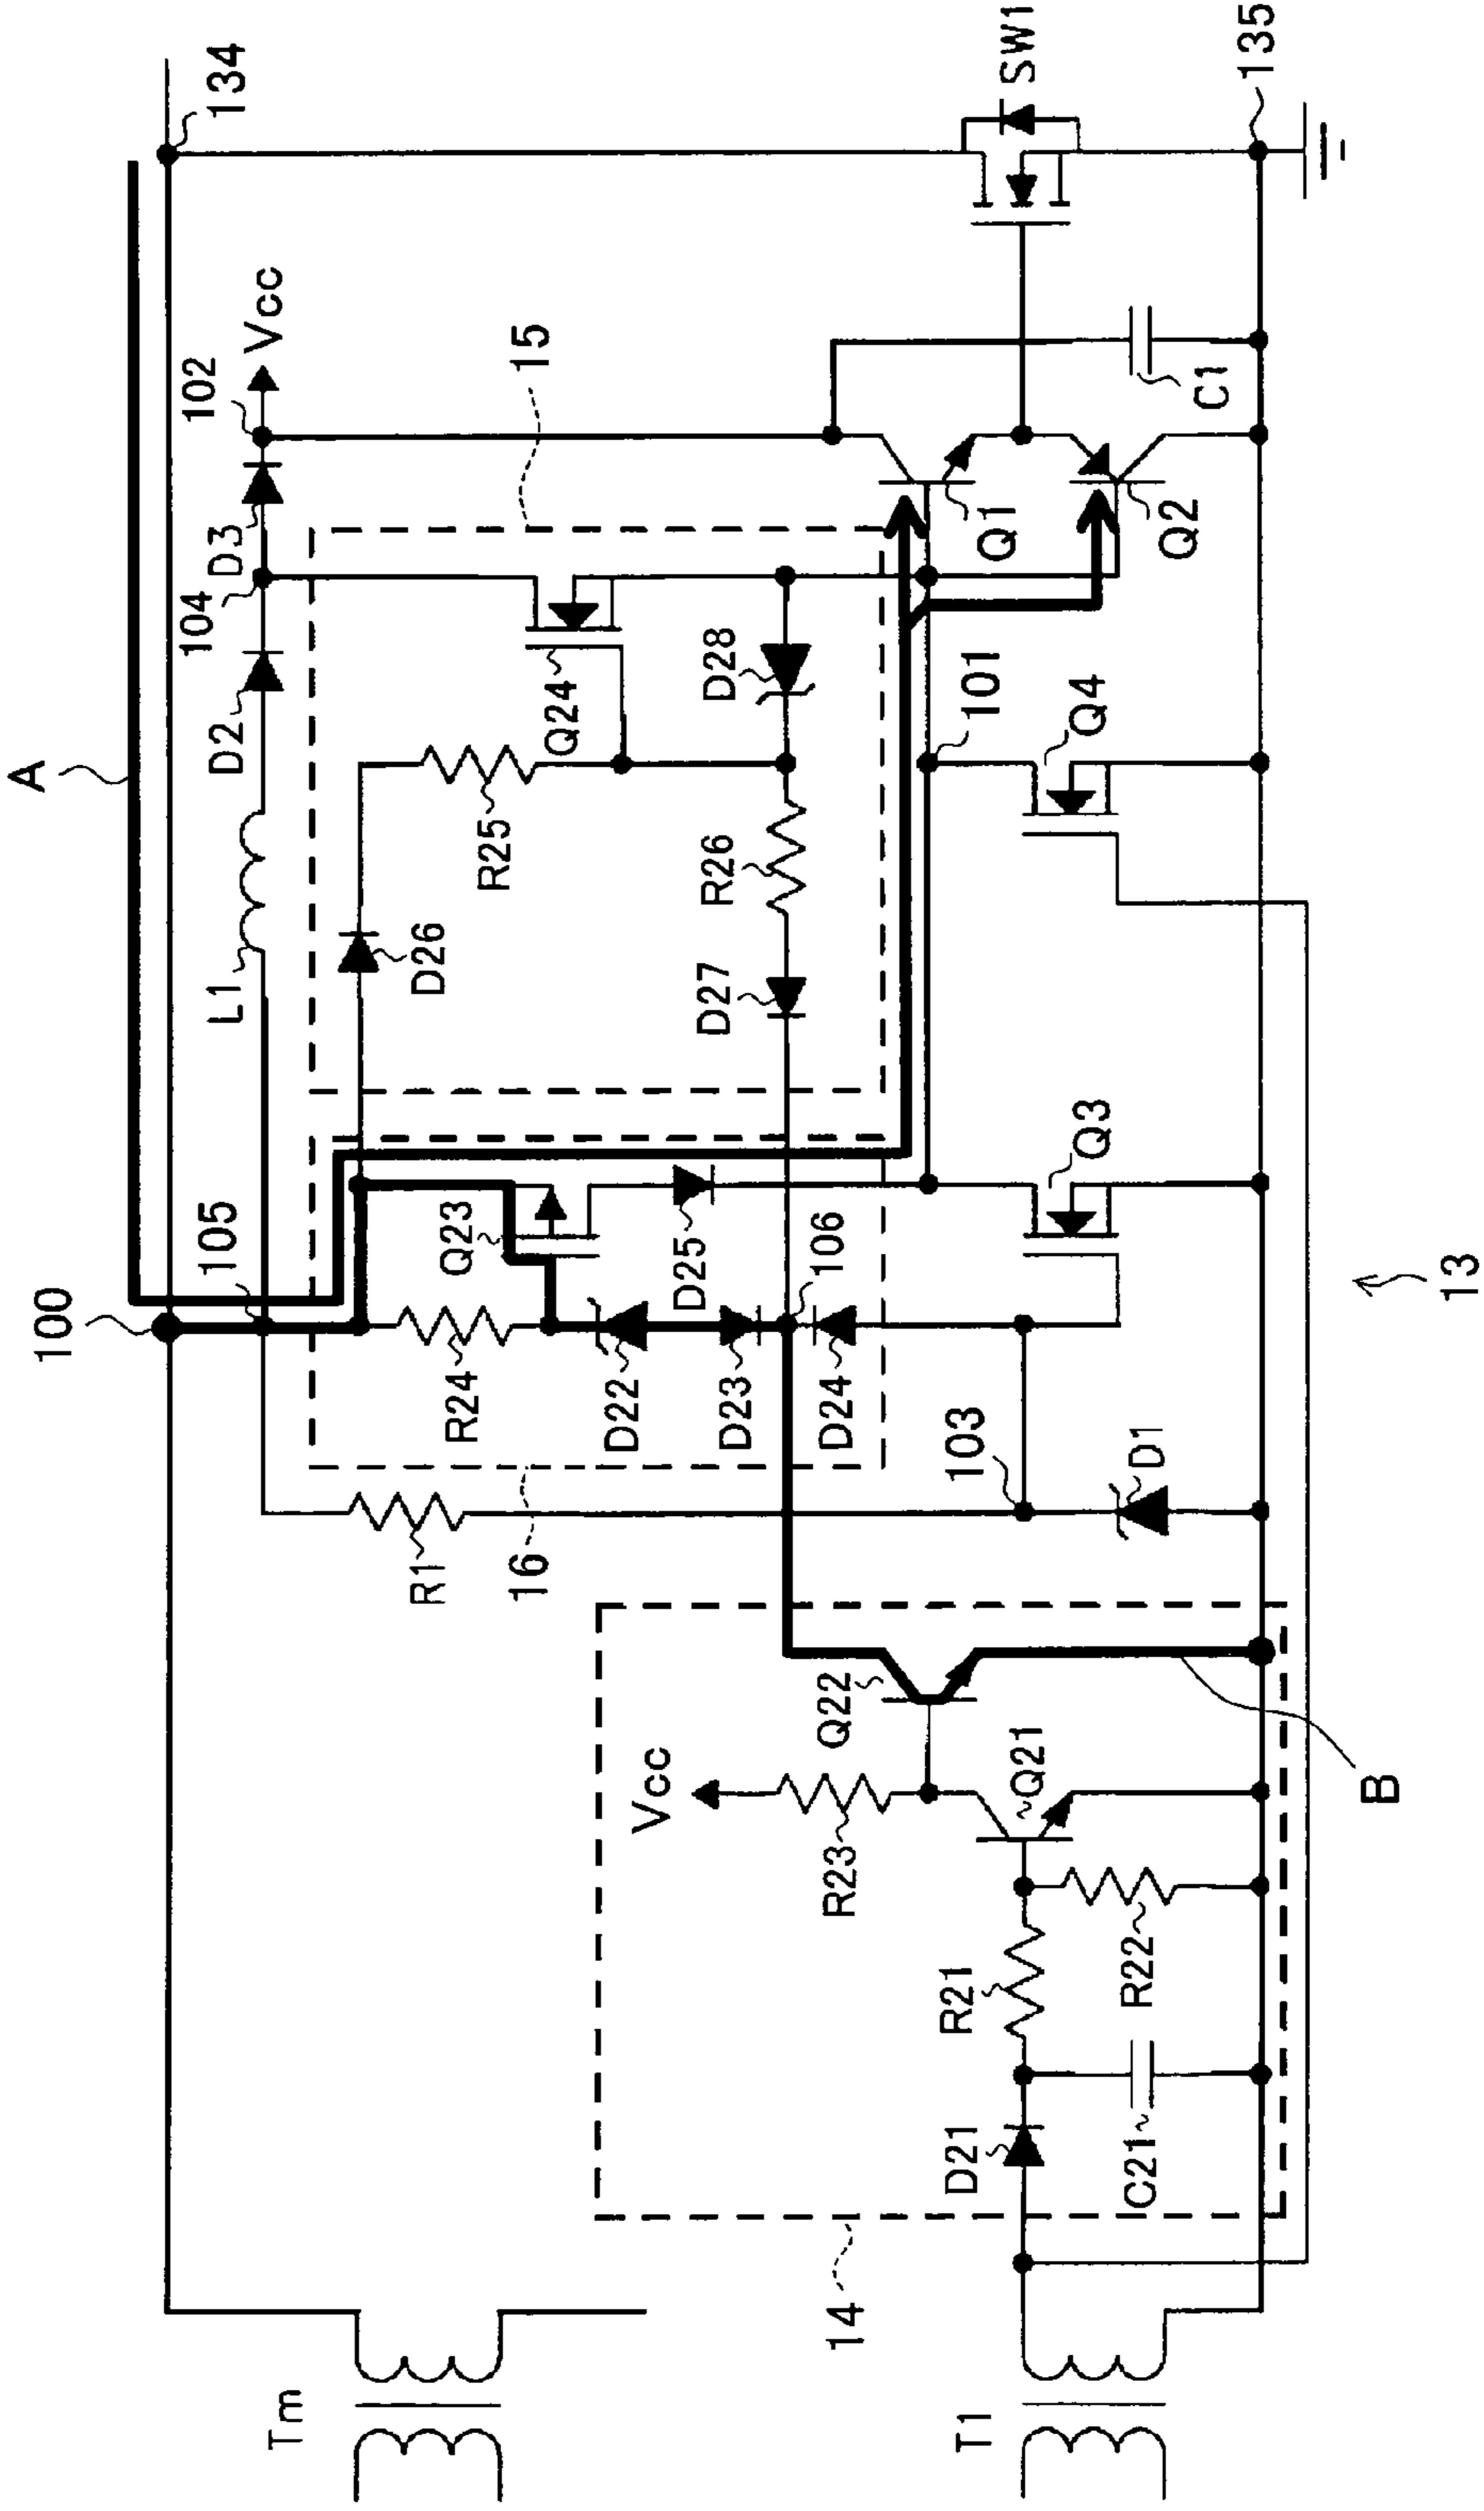 A
100
134
105
L1
D2
104
D3
102
Vcc
15
SW1
135
C1
Q1
Q2
Q24
D28
R25
R26
D26
D27
101
Q4
Q23
D25
106
Q3
R24
D22
D23
D24
103
D1
R1
16
13
B
Vcc
Q22
Q21
R23
R21
R22
D21
C21
14
Tm
T1